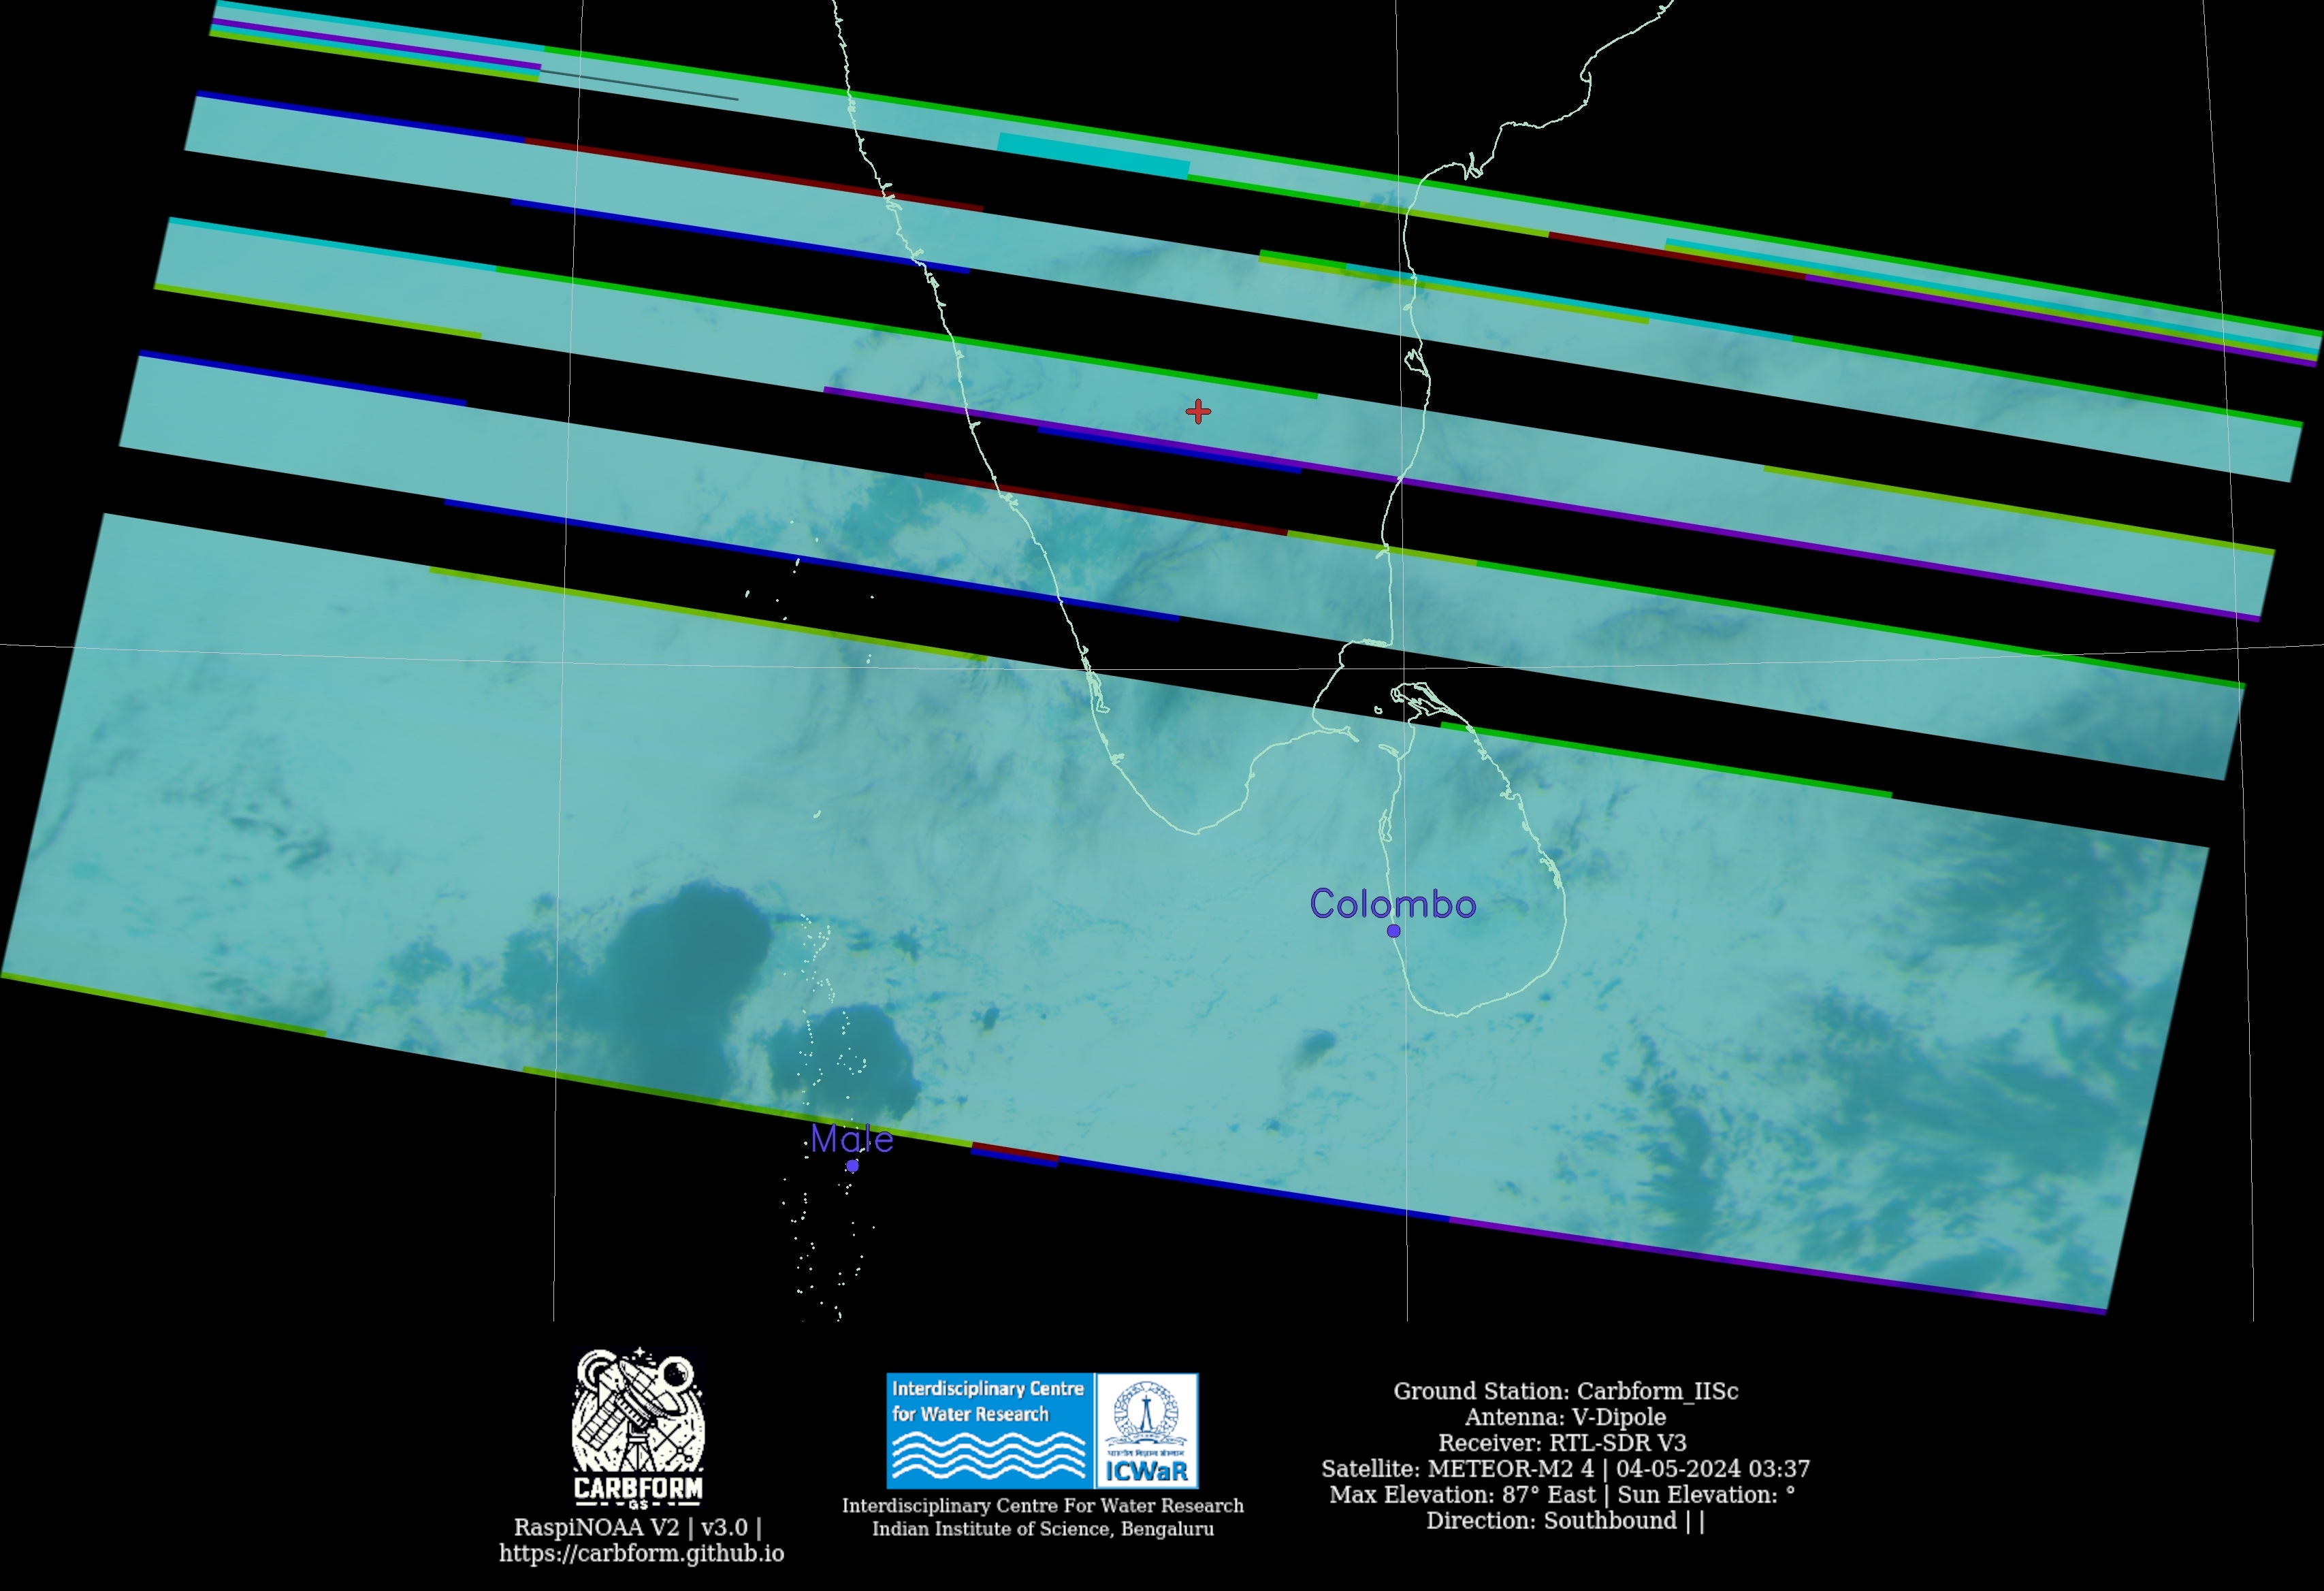 Colombo
Male
CARBFORM
GS
RaspiNOAA V2 | v3.0 |
https://carbform.github.io
Interdisciplinary Centre
for Water Research
ICWaR
Interdisciplinary Centre For Water Research
Indian Institute of Science, Bengaluru
Ground Station: Carbform_IISc
Antenna: V-Dipole
Receiver: RTL-SDR V3
Satellite: METEOR-M2 4 | 04-05-2024 03:37
Max Elevation: 87° East | Sun Elevation: °
Direction: Southbound | |